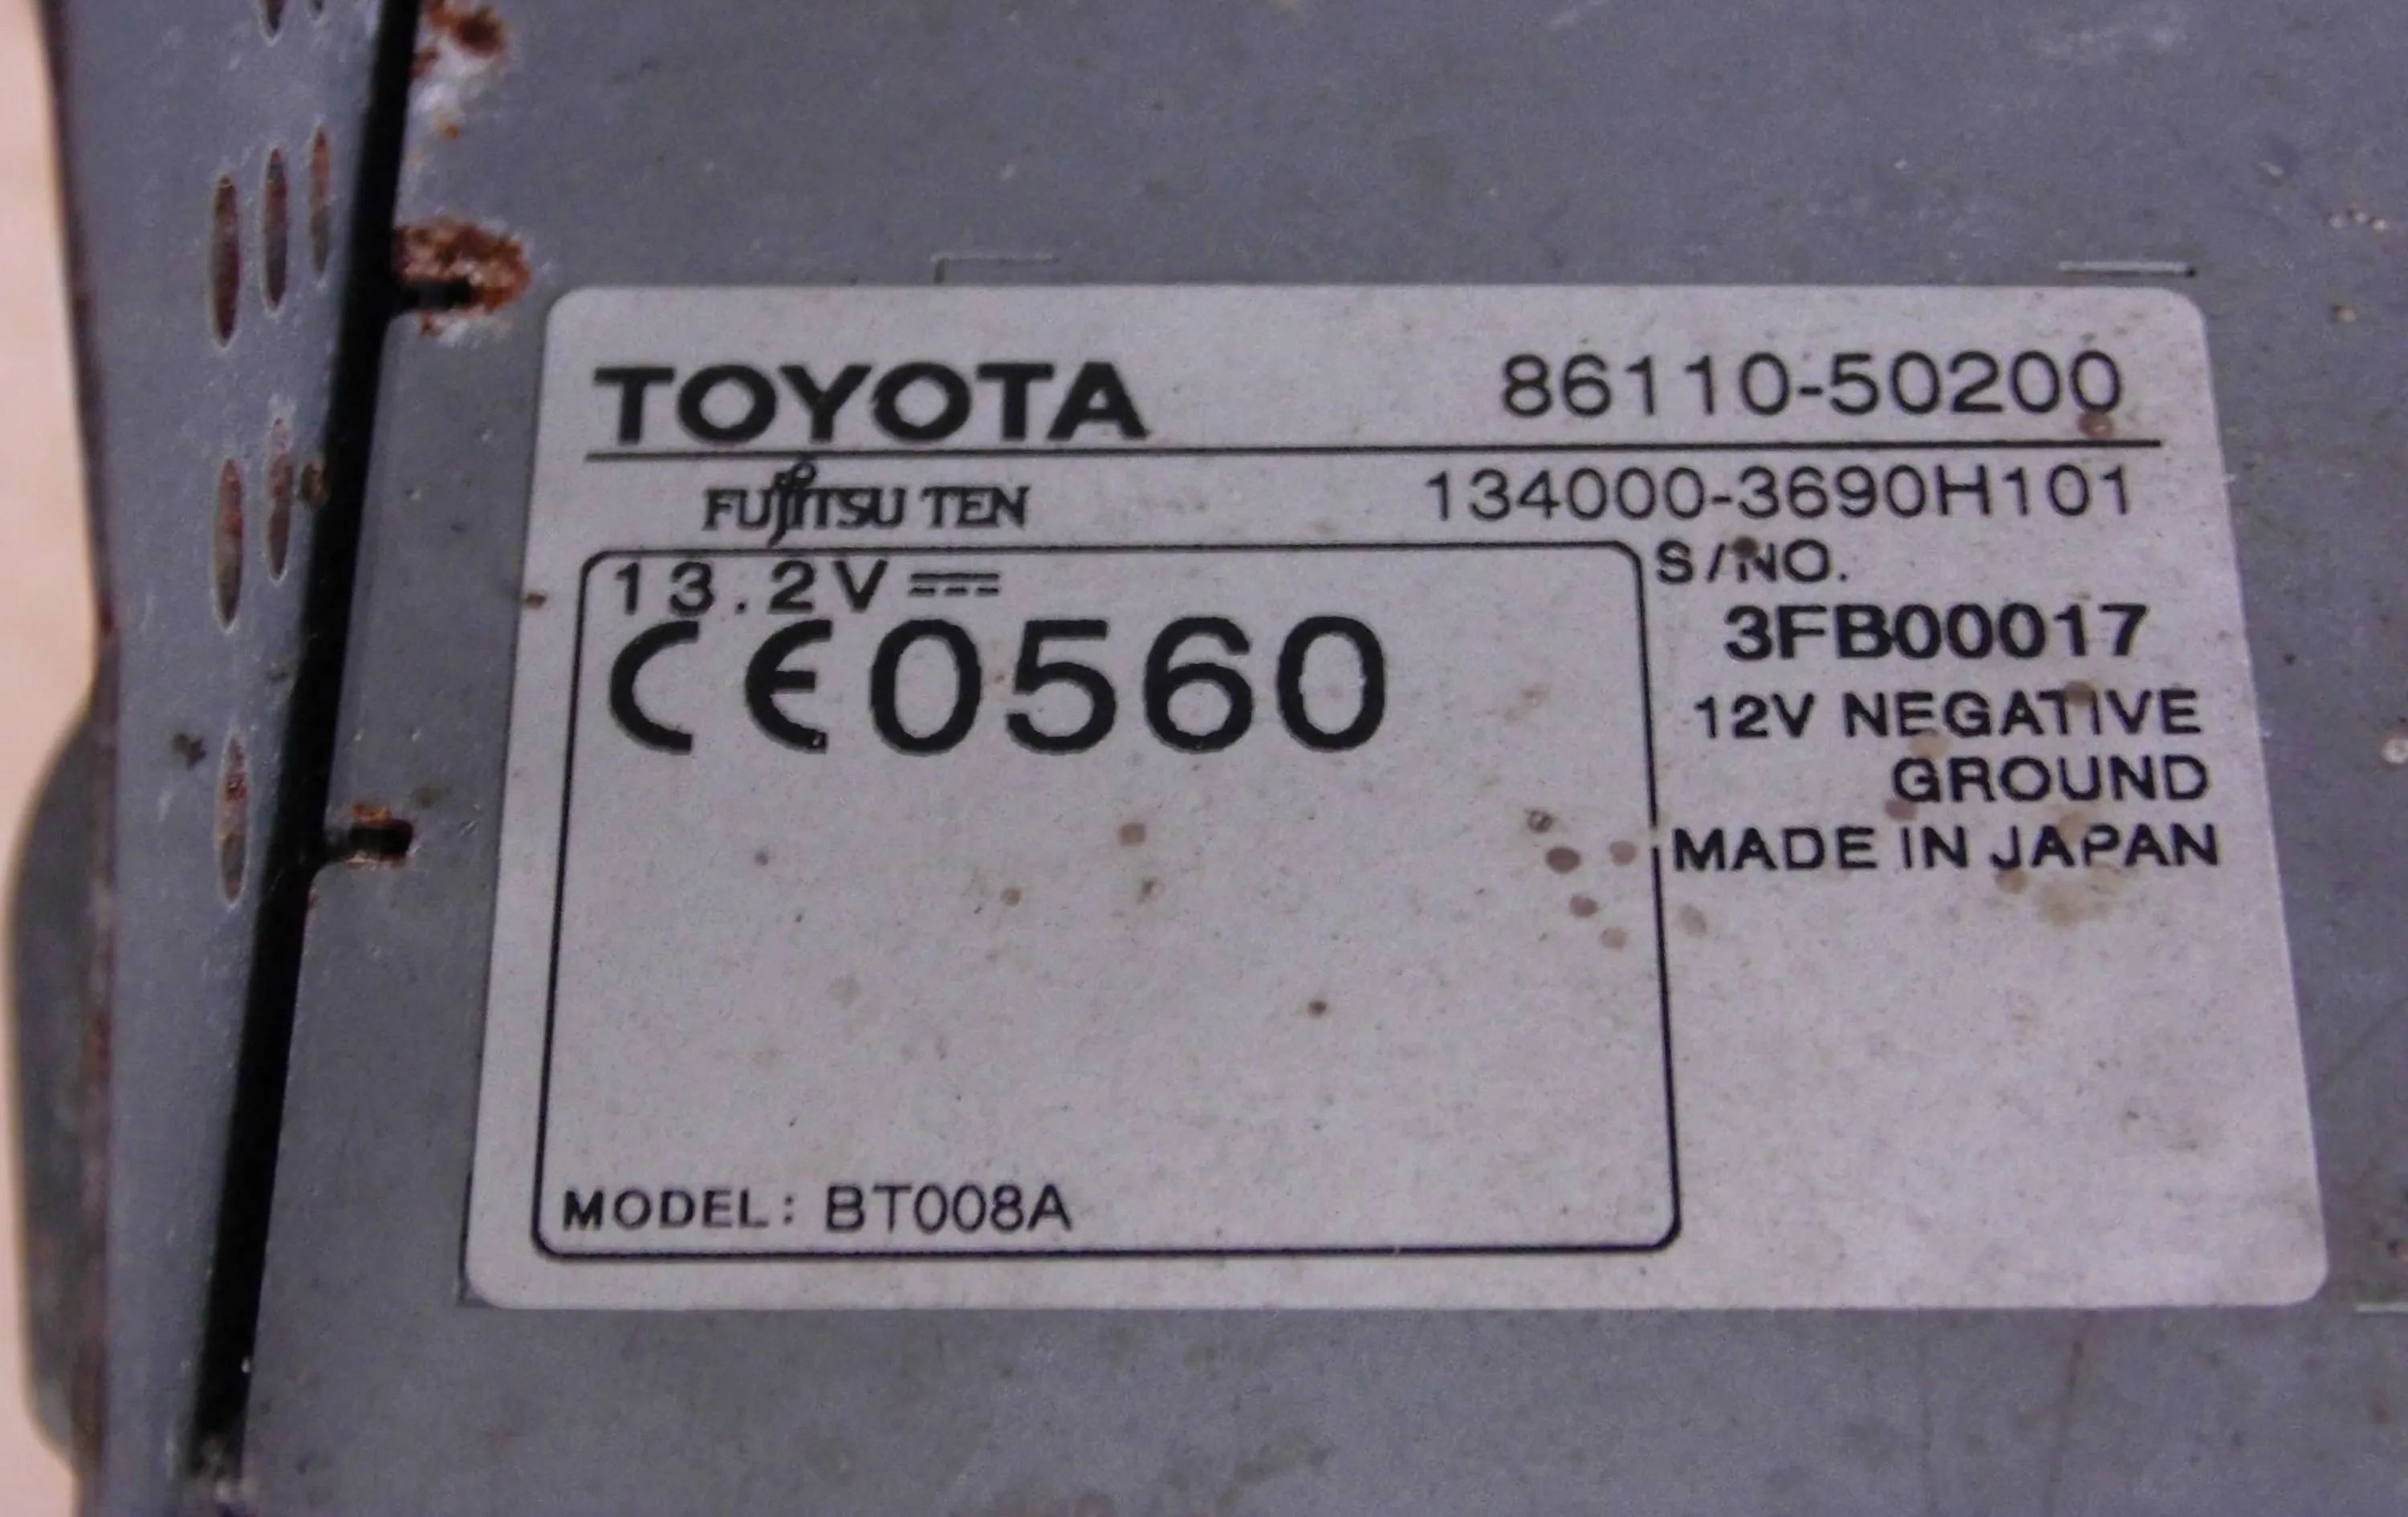 TOYOTA 86110-50200
FUJITSU TEN 134000-3690H101
13.2V⎓ S/NO.
CE0560 3FB00017
12V NEGATIVE
GROUND
MADE IN JAPAN
MODEL: BT008A